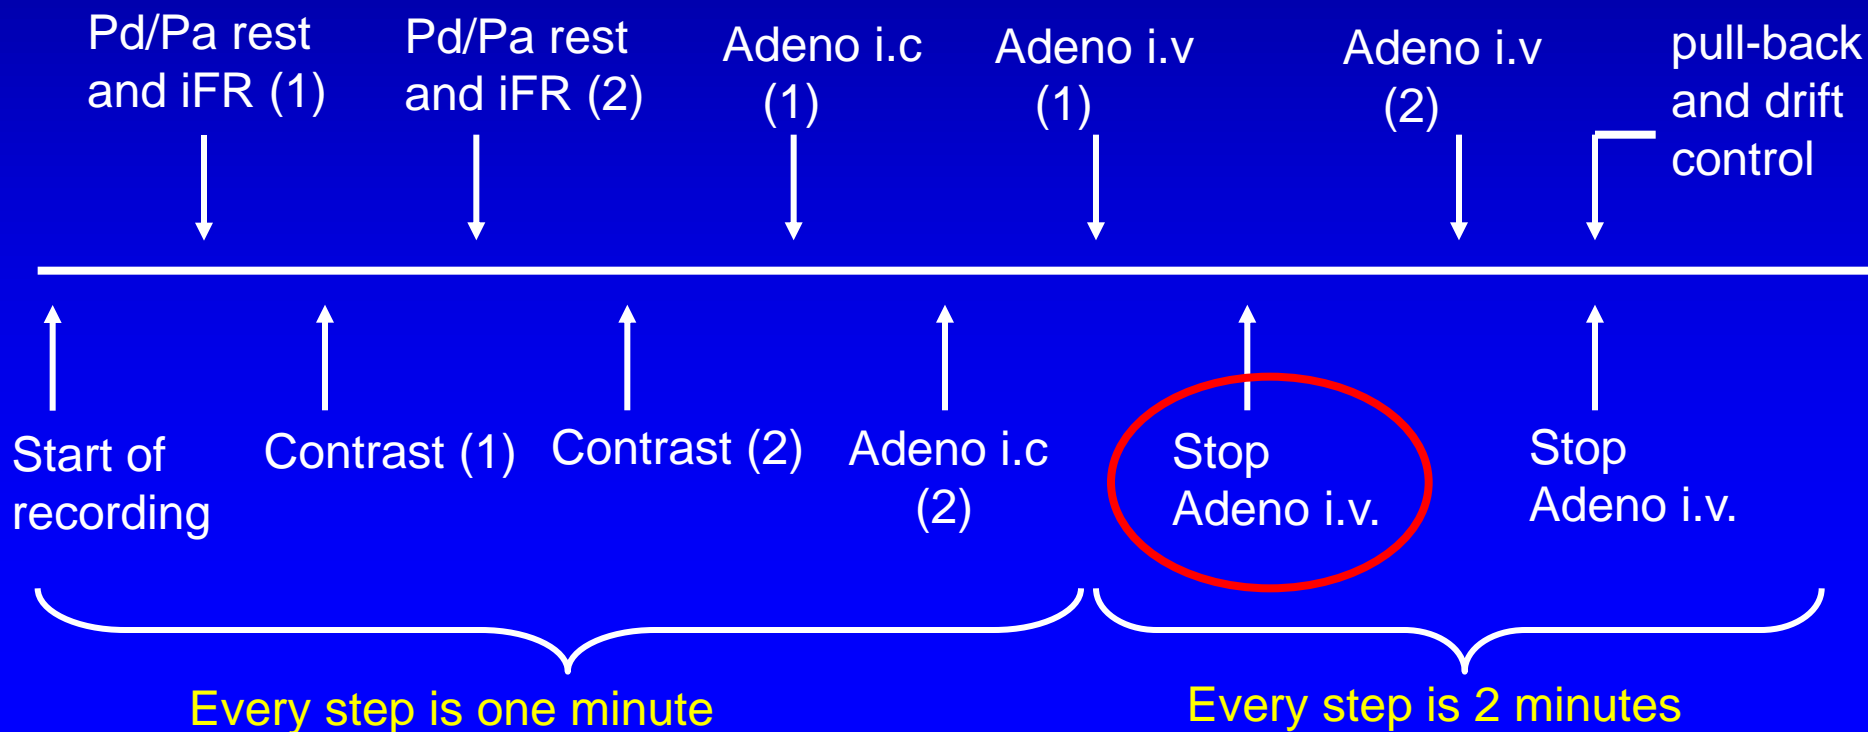 Pd/Pa rest
and iFR (1)
Pd/Pa rest
and iFR (2)
Adeno i.c
(1)
Adeno i.v
(1)
Adeno i.v
(2)
pull-back
and drift
control
Start of
recording
Contrast (1)
Contrast (2)
Adeno i.c
(2)
Stop
Adeno i.v.
Stop
Adeno i.v.
Every step is one minute
Every step is 2 minutes